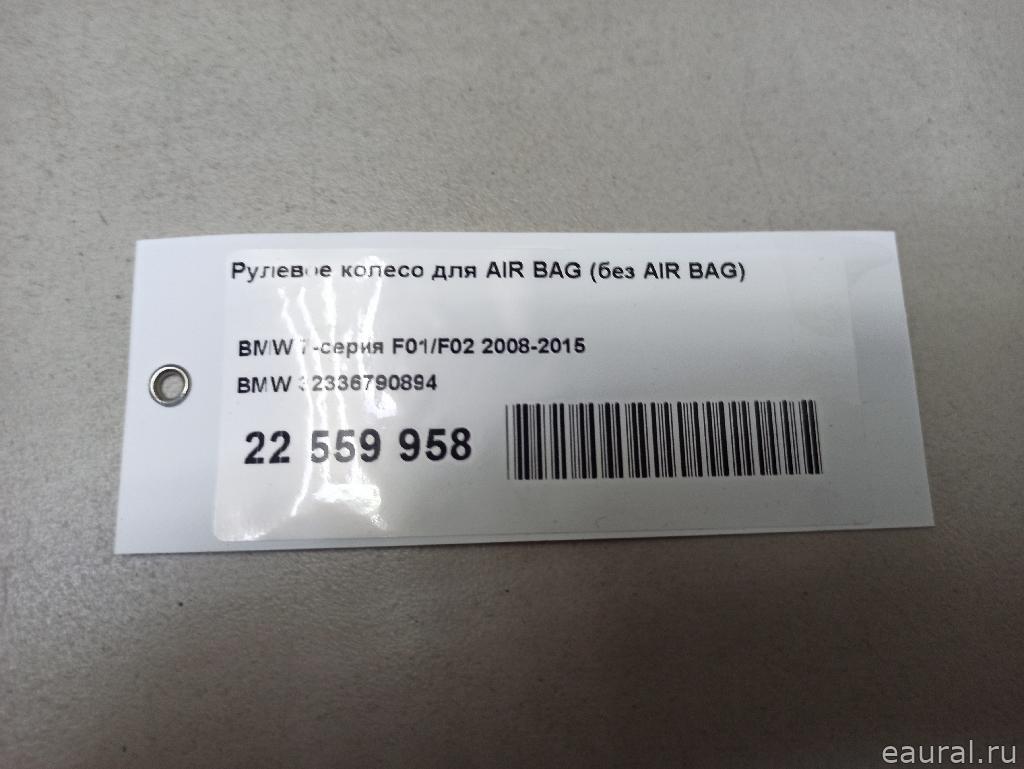 Рулевое колесо для AIR BAG (без AIR BAG)
BMW 7-серия F01/F02 2008-2015
BMW 32336790894
22 559 958
eaural.ru